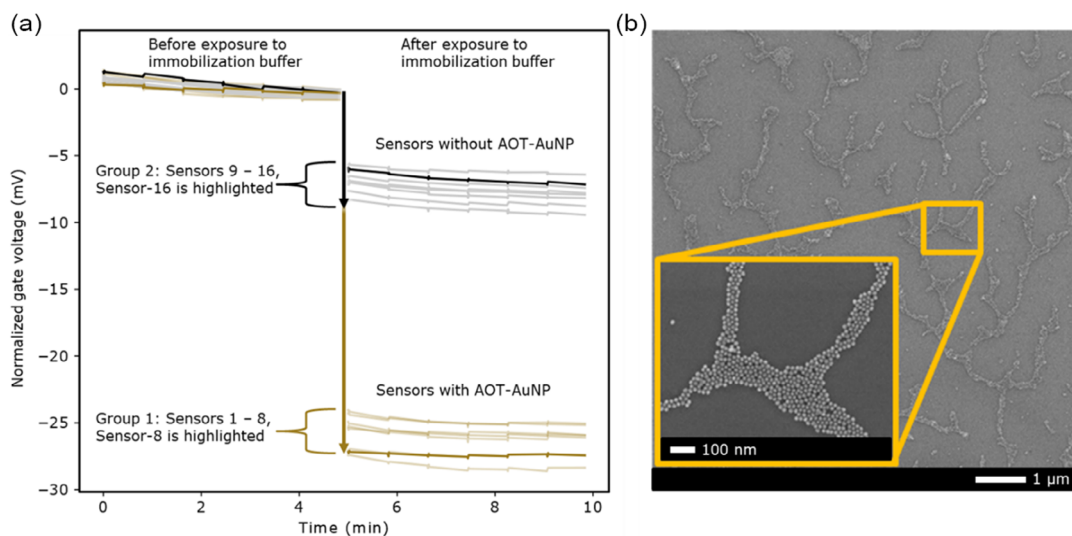 (a)
Before exposure to
immobilization buffer
After exposure to
immobilization buffer
Sensors without AOT-AuNP
Group 2: Sensors 9 – 16,
Sensor-16 is highlighted
Sensors with AOT-AuNP
Group 1: Sensors 1 – 8,
Sensor-8 is highlighted
Normalized gate voltage (mV)
0
−5
−10
−15
−20
−25
−30
0
2
4
6
8
10
Time (min)
(b)
100 nm
1 µm